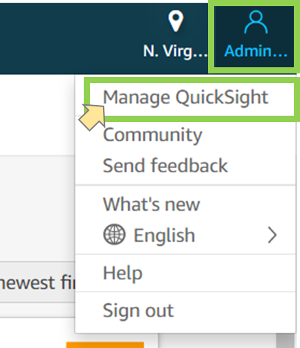 N. Virg...
Admin...
Manage QuickSight
Community
Send feedback
What's new
English
newest fi
Help
Sign out